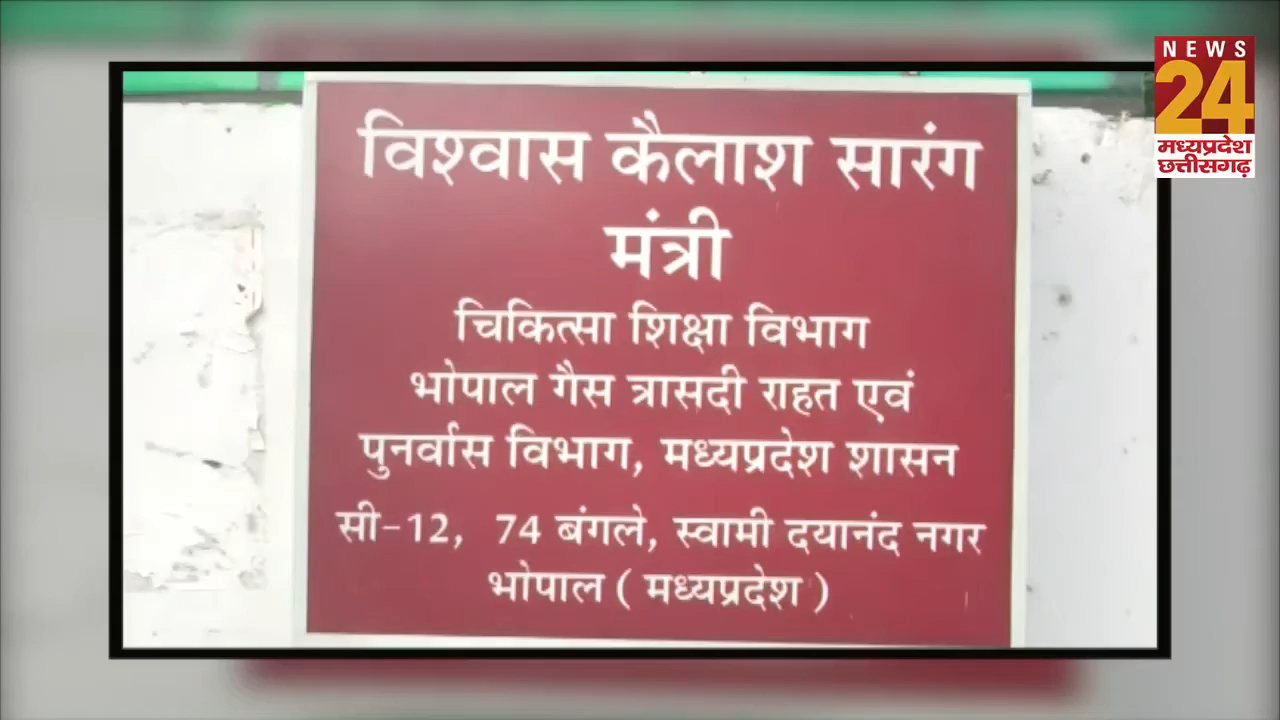 विश्वास कैलाश सारंग
मंत्री
चिकित्सा शिक्षा विभाग
भोपाल गैस त्रासदी राहत एवं
पुनर्वास विभाग, मध्यप्रदेश शासन
सी-12, 74 बंगले, स्वामी दयानंद नगर
भोपाल ( मध्यप्रदेश )
NEWS
24
मध्यप्रदेश
छत्तीसगढ़